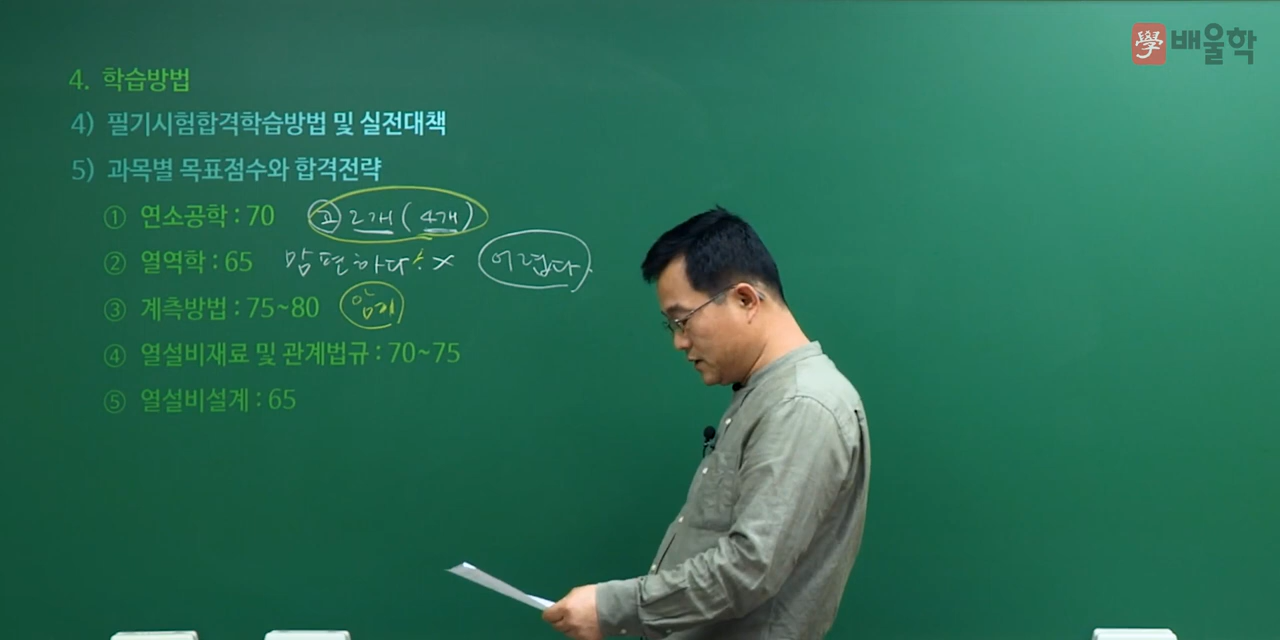 學 배울학
4. 학습방법
4) 필기시험합격학습방법 및 실전대책
5) 과목별 목표점수와 합격전략
① 연소공학 : 70 고 2개 (4개)
② 열역학 : 65 맘편하다! X 어렵다.
③ 계측방법 : 75~80 암기
④ 열설비재료 및 관계법규 : 70~75
⑤ 열설비설계 : 65